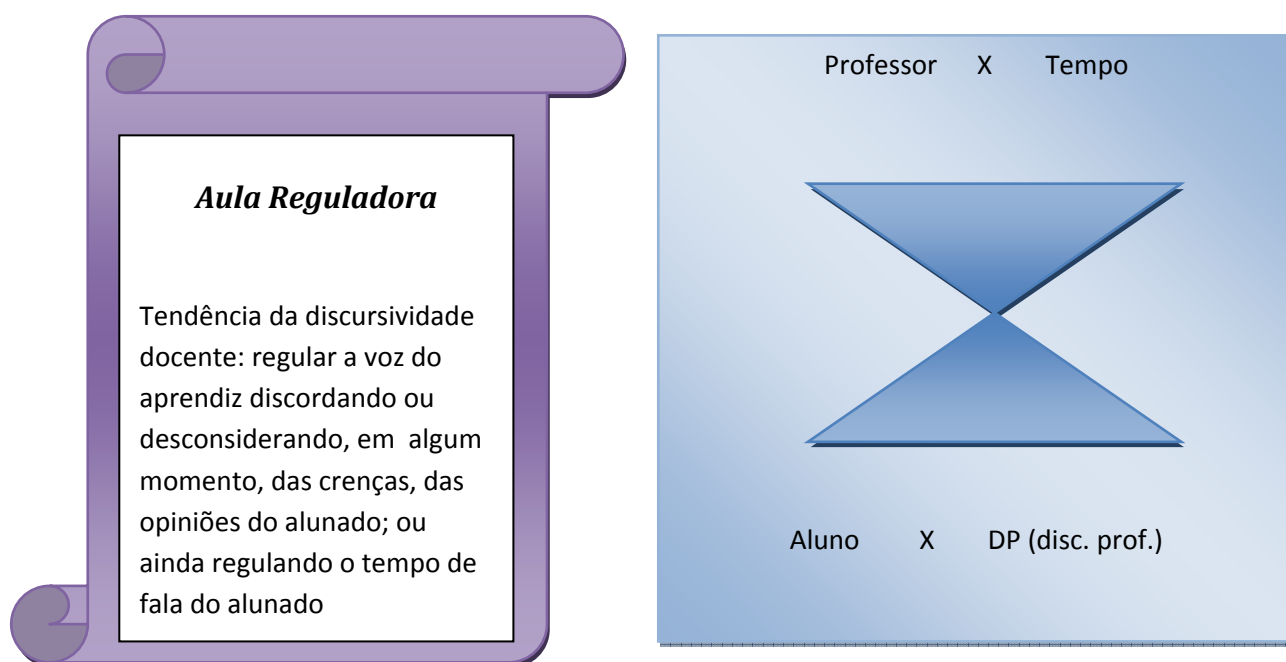 Aula Reguladora
Tendência da discursividade
docente: regular a voz do
aprendiz discordando ou
desconsiderando, em algum
momento, das crenças, das
opiniões do alunado; ou
ainda regulando o tempo de
fala do alunado
Professor X Tempo
Aluno X DP (disc. prof.)